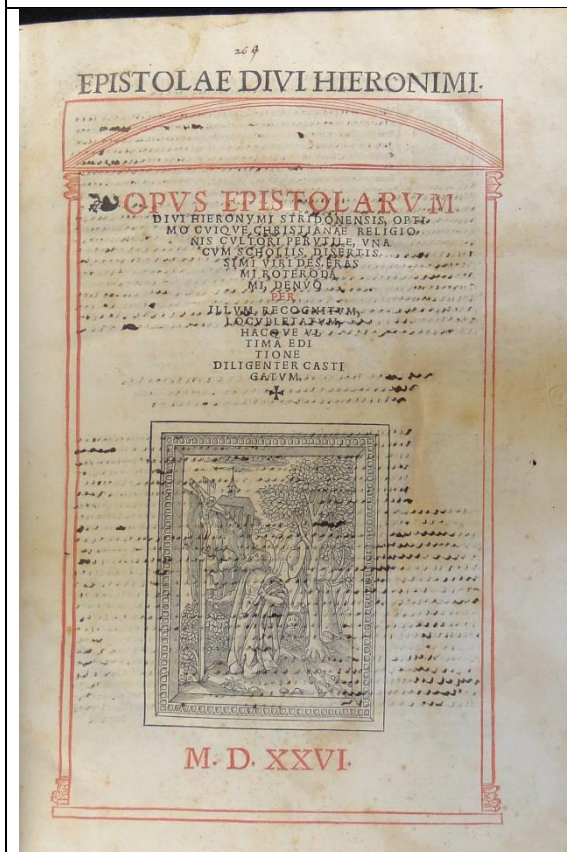 269
EPISTOLAE DIVI HIERONIMI.
OPVS EPISTOLARVM
DIVI HIERONYMI STRIDONENSIS, OBTI
MO CVIQVE CHRISTIANAE RELIGIO
NIS CVLTORI PERVTILE, VNA
CVM SCHOLIIS, DISERTIS
SIMI VIRI DES. ERAS
MI ROTERODA
MI, DENVO
PER
ILLVM, RECOGNITVM,
LOCVPLETATVM,
HACQVE VL
TIMA EDI
TIONE
DILIGENTER CASTI
GATVM.
M. D. XXVI.